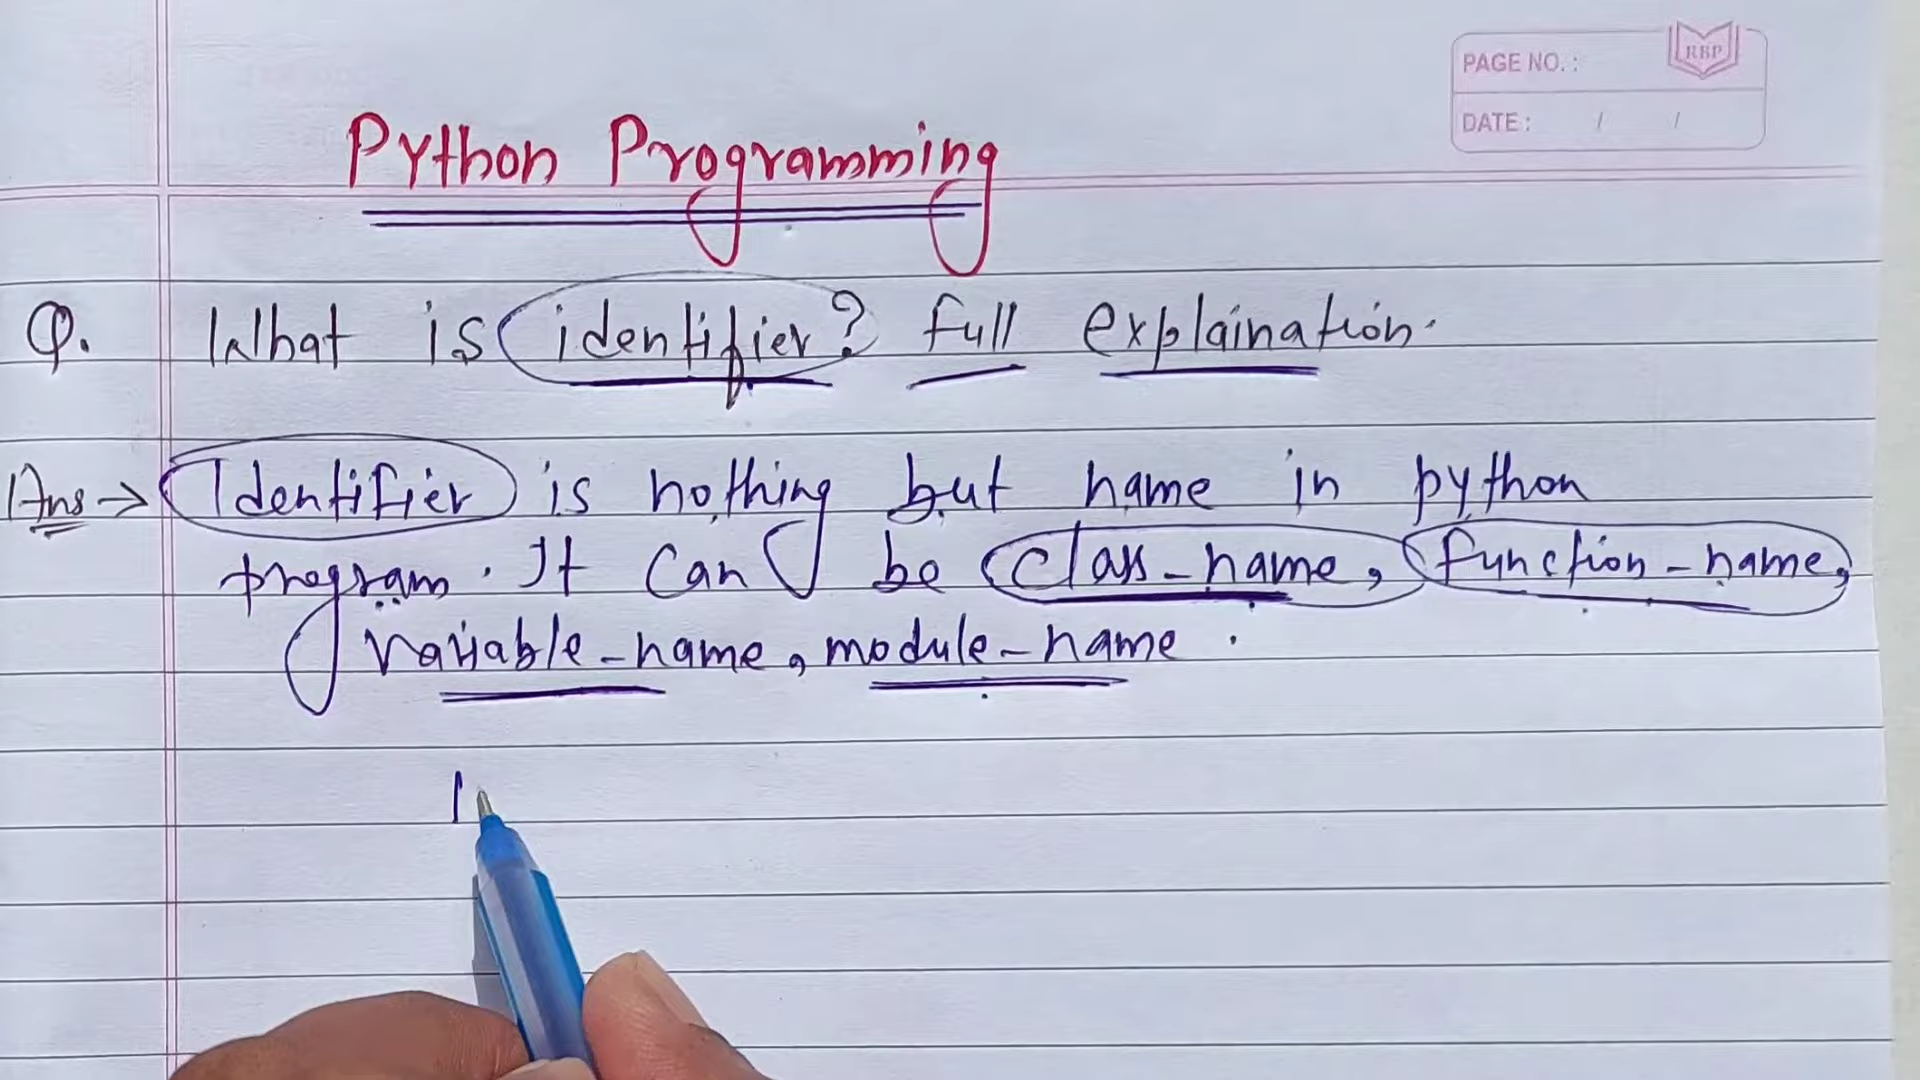 PAGE NO. :
RBP
DATE : / /
Python Programming
Q. What is identifier? full explaination.
Ans → Identifier is nothing but name in python
program. It can be class_name, function_name,
variable_name, module_name.